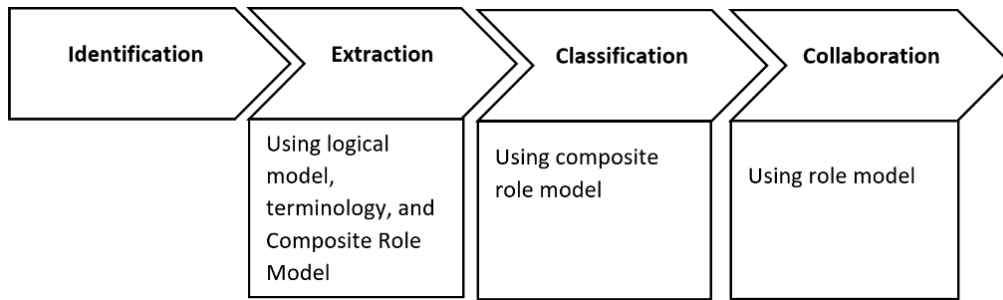 Identification
Extraction
Classification
Collaboration
Using logical
model,
terminology, and
Composite Role
Model
Using composite
role model
Using role model